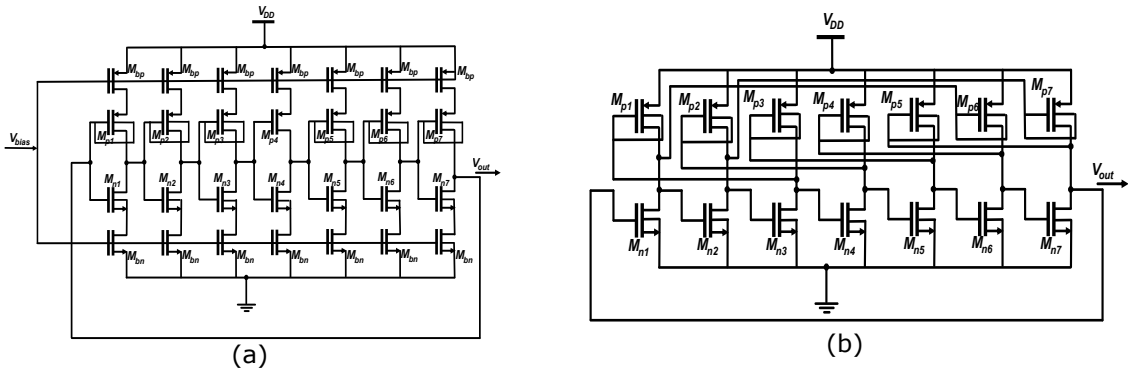 V_DD
M_bp M_bp M_bp M_bp M_bp M_bp M_bp
V_bias
M_p1 M_p2 M_p3 M_p4 M_p5 M_p6 M_p7
V_out
M_n1 M_n2 M_n3 M_n4 M_n5 M_n6 M_n7
M_bn M_bn M_bn M_bn M_bn M_bn M_bn
(a)
V_DD
M_p1 M_p2 M_p3 M_p4 M_p5 M_p6 M_p7
V_out
M_n1 M_n2 M_n3 M_n4 M_n5 M_n6 M_n7
(b)